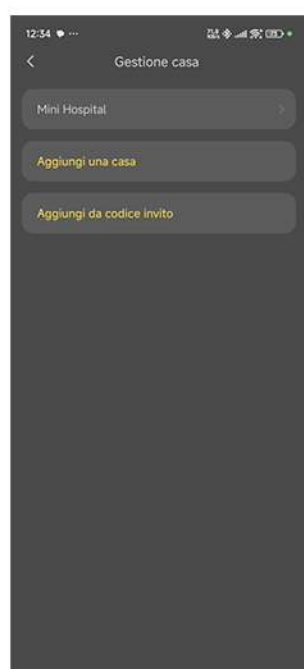 12:34
Gestione casa
Mini Hospital
Aggiungi una casa
Aggiungi da codice invito